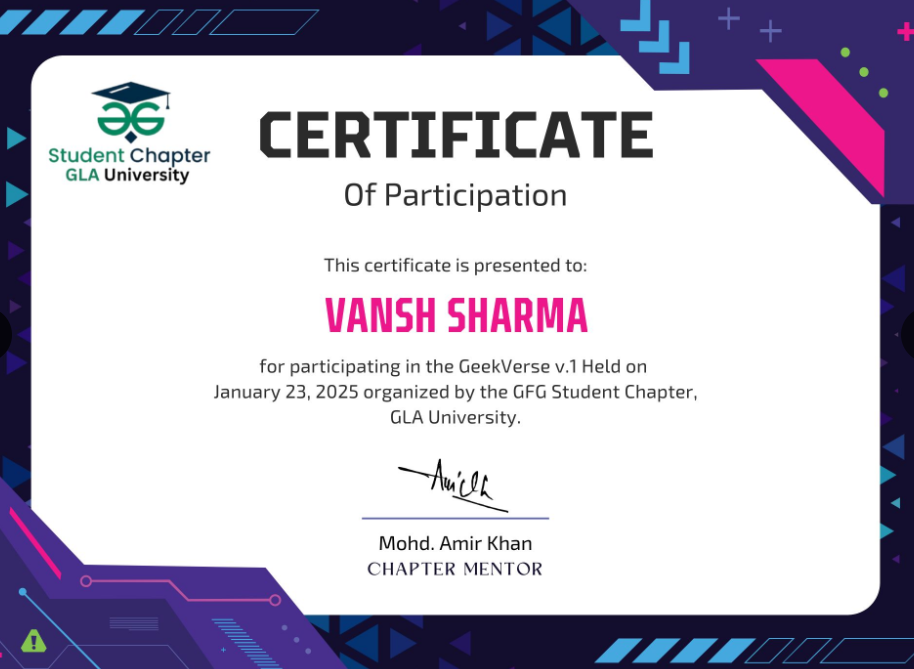 Student Chapter
GLA University
CERTIFICATE
Of Participation
This certificate is presented to:
VANSH SHARMA
for participating in the GeekVerse v.1 Held on
January 23, 2025 organized by the GFG Student Chapter,
GLA University.
Mohd. Amir Khan
CHAPTER MENTOR